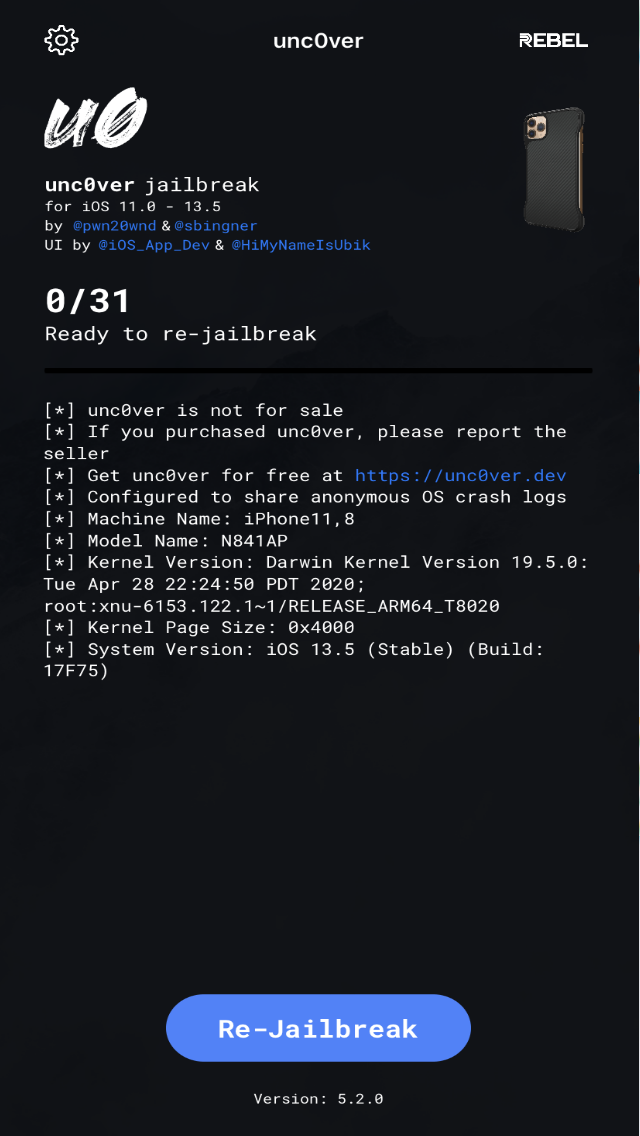 unc0ver
REBEL
u0
unc0ver jailbreak
for iOS 11.0 - 13.5
by @pwn20wnd & @sbingner
UI by @iOS_App_Dev & @HiMyNameIsUbik
0/31
Ready to re-jailbreak
[*] unc0ver is not for sale
[*] If you purchased unc0ver, please report the
seller
[*] Get unc0ver for free at https://unc0ver.dev
[*] Configured to share anonymous OS crash logs
[*] Machine Name: iPhone11,8
[*] Model Name: N841AP
[*] Kernel Version: Darwin Kernel Version 19.5.0:
Tue Apr 28 22:24:50 PDT 2020;
root:xnu-6153.122.1~1/RELEASE_ARM64_T8020
[*] Kernel Page Size: 0x4000
[*] System Version: iOS 13.5 (Stable) (Build:
17F75)
Re-Jailbreak
Version: 5.2.0